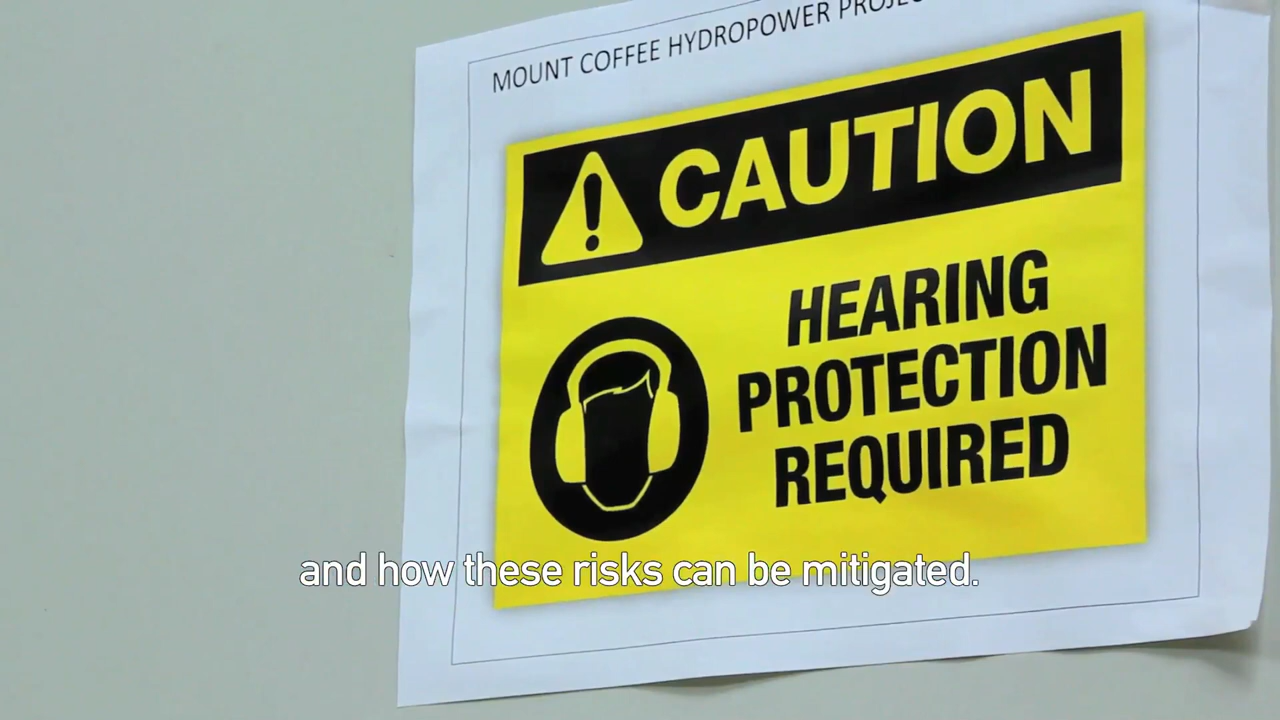 MOUNT COFFEE HYDROPOWER
CAUTION
HEARING
PROTECTION
REQUIRED
and how these risks can be mitigated.